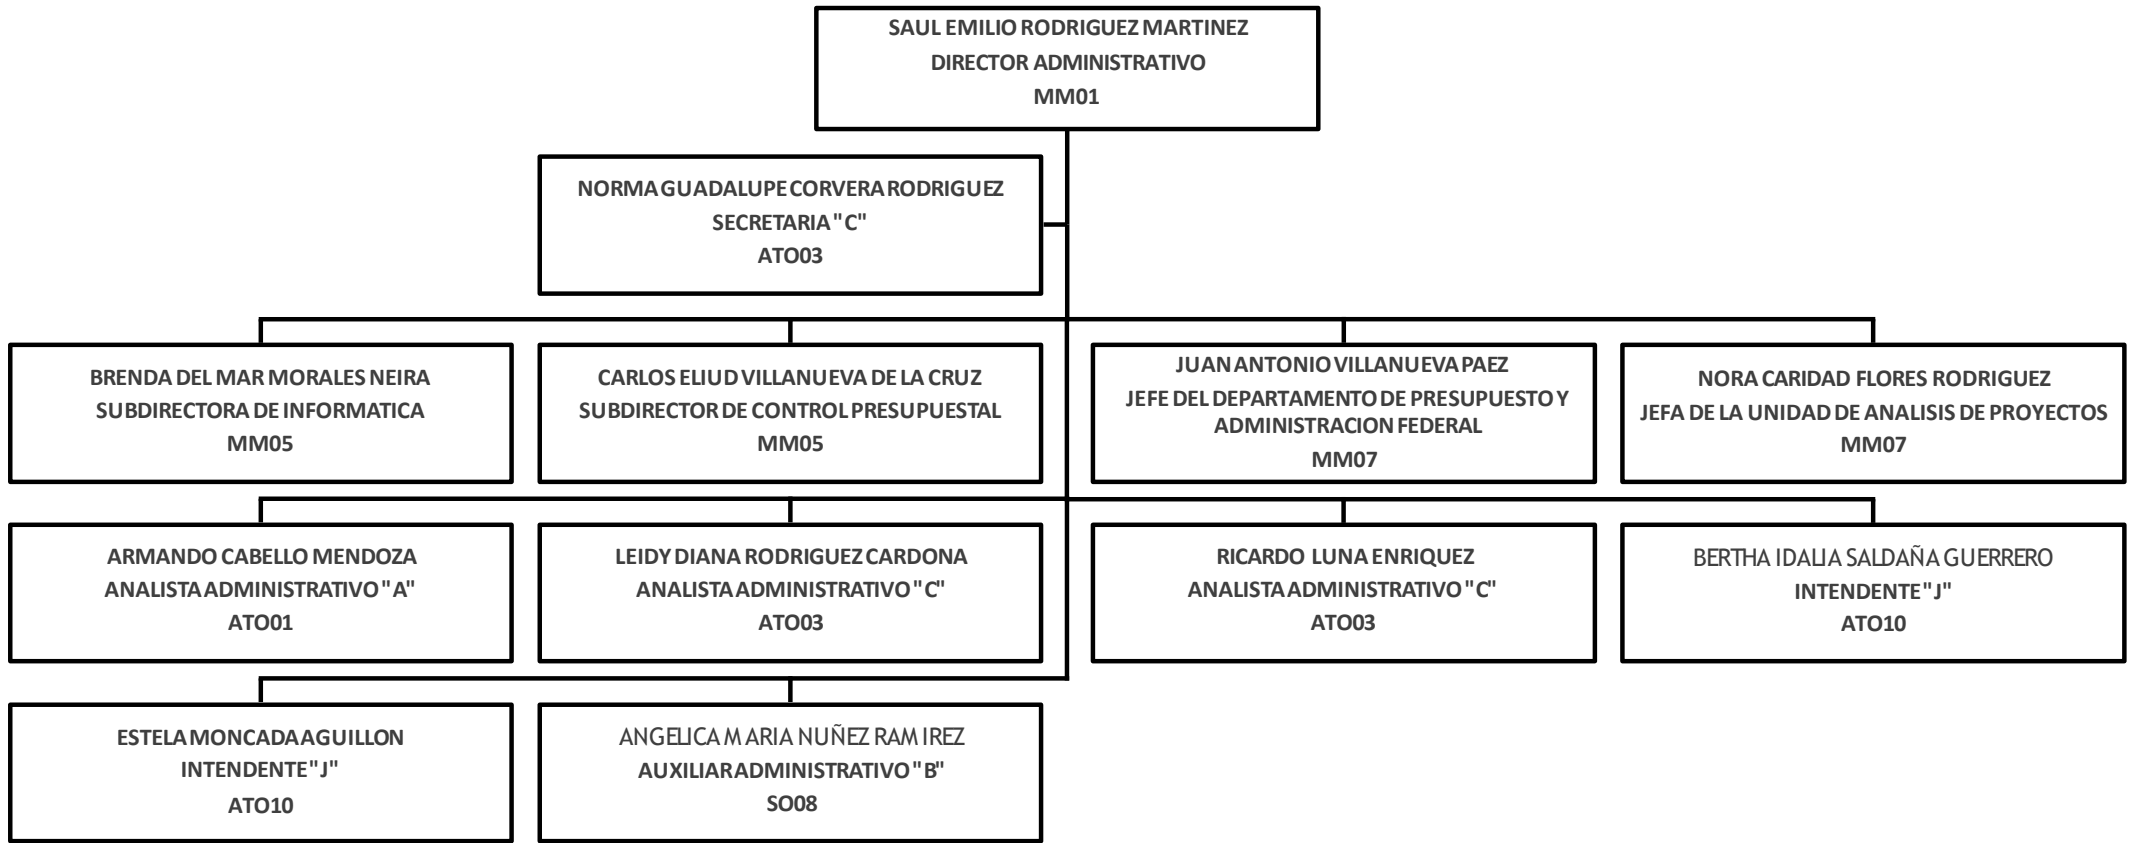 SAUL EMILIO RODRIGUEZ MARTINEZ
DIRECTOR ADMINISTRATIVO
MM01
NORMA GUADALUPE CORVERA RODRIGUEZ
SECRETARIA "C"
ATO03
BRENDA DEL MAR MORALES NEIRA
SUBDIRECTORA DE INFORMATICA
MM05
CARLOS ELIUD VILLANUEVA DE LA CRUZ
SUBDIRECTOR DE CONTROL PRESUPUESTAL
MM05
JUAN ANTONIO VILLANUEVA PAEZ
JEFE DEL DEPARTAMENTO DE PRESUPUESTO Y
ADMINISTRACION FEDERAL
MM07
NORA CARIDAD FLORES RODRIGUEZ
JEFA DE LA UNIDAD DE ANALISIS DE PROYECTOS
MM07
ARMANDO CABELLO MENDOZA
ANALISTA ADMINISTRATIVO "A"
ATO01
LEIDY DIANA RODRIGUEZ CARDONA
ANALISTA ADMINISTRATIVO "C"
ATO03
RICARDO LUNA ENRIQUEZ
ANALISTA ADMINISTRATIVO "C"
ATO03
BERTHA IDALIA SALDAÑA GUERRERO
INTENDENTE "J"
ATO10
ESTELA MONCADA AGUILLON
INTENDENTE "J"
ATO10
ANGELICA MARIA NUÑEZ RAMIREZ
AUXILIAR ADMINISTRATIVO "B"
SO08